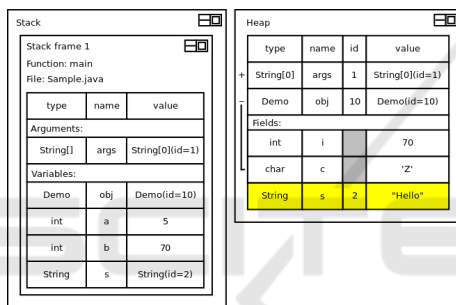 Stack
Stack frame 1
Function: main
File: Sample.java
type name value
Arguments:
String[] args String[0](id=1)
Variables:
Demo obj Demo(id=10)
int a 5
int b 70
String s String(id=2)
Heap
type name id value
+ String[0] args 1 String[0](id=1)
− Demo obj 10 Demo(id=10)
Fields:
int i 70
char c 'Z'
String s 2 "Hello"
SCITE